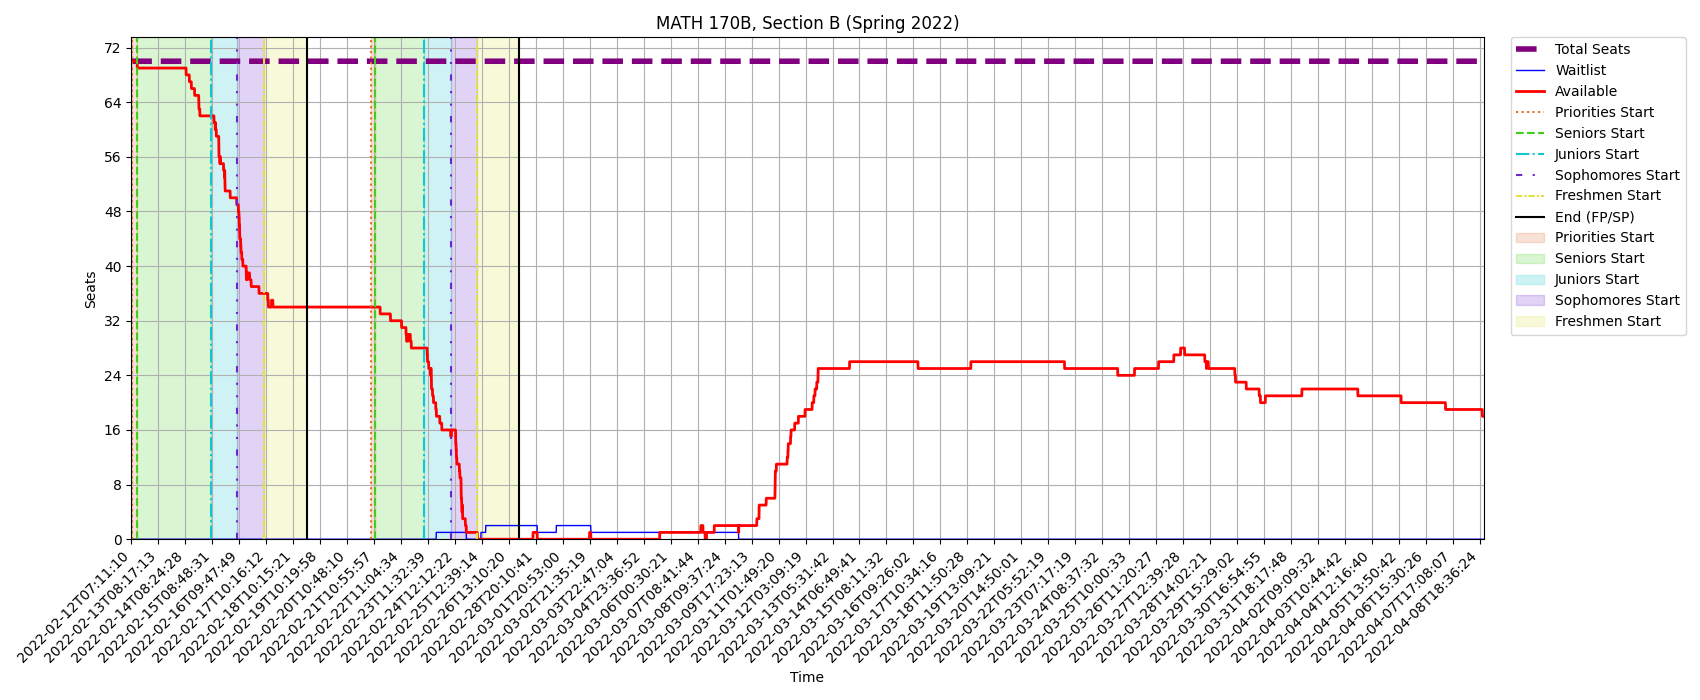 MATH 170B, Section B (Spring 2022)
Seats
72
64
56
48
40
32
24
16
8
0
2022-02-12T07:11:10
2022-02-13T08:17:13
2022-02-14T08:24:28
2022-02-15T08:48:31
2022-02-16T09:47:49
2022-02-17T10:16:12
2022-02-18T10:15:21
2022-02-19T10:19:58
2022-02-20T10:48:16
2022-02-21T10:55:57
2022-02-22T11:04:34
2022-02-23T11:32:39
2022-02-24T12:12:22
2022-02-25T12:39:14
2022-02-26T13:10:20
2022-02-28T20:10:41
2022-03-01T20:53:00
2022-03-02T21:35:19
2022-03-03T22:47:04
2022-03-04T23:36:52
2022-03-06T00:30:21
2022-03-07T08:41:44
2022-03-08T09:37:24
2022-03-09T17:23:13
2022-03-11T01:49:20
2022-03-12T03:09:19
2022-03-13T05:31:42
2022-03-14T06:49:41
2022-03-15T08:11:32
2022-03-16T09:26:02
2022-03-17T10:34:16
2022-03-18T11:50:28
2022-03-19T13:09:21
2022-03-20T14:50:01
2022-03-22T05:52:19
2022-03-23T07:17:19
2022-03-24T08:37:32
2022-03-25T10:00:33
2022-03-26T11:20:27
2022-03-27T12:39:28
2022-03-28T14:02:21
2022-03-29T15:29:02
2022-03-30T16:54:55
2022-03-31T18:17:48
2022-04-02T09:09:32
2022-04-03T10:44:42
2022-04-04T12:16:40
2022-04-05T13:50:42
2022-04-06T15:30:26
2022-04-07T17:08:07
2022-04-08T18:36:24
Time
Total Seats
Waitlist
Available
Priorities Start
Seniors Start
Juniors Start
Sophomores Start
Freshmen Start
End (FP/SP)
Priorities Start
Seniors Start
Juniors Start
Sophomores Start
Freshmen Start